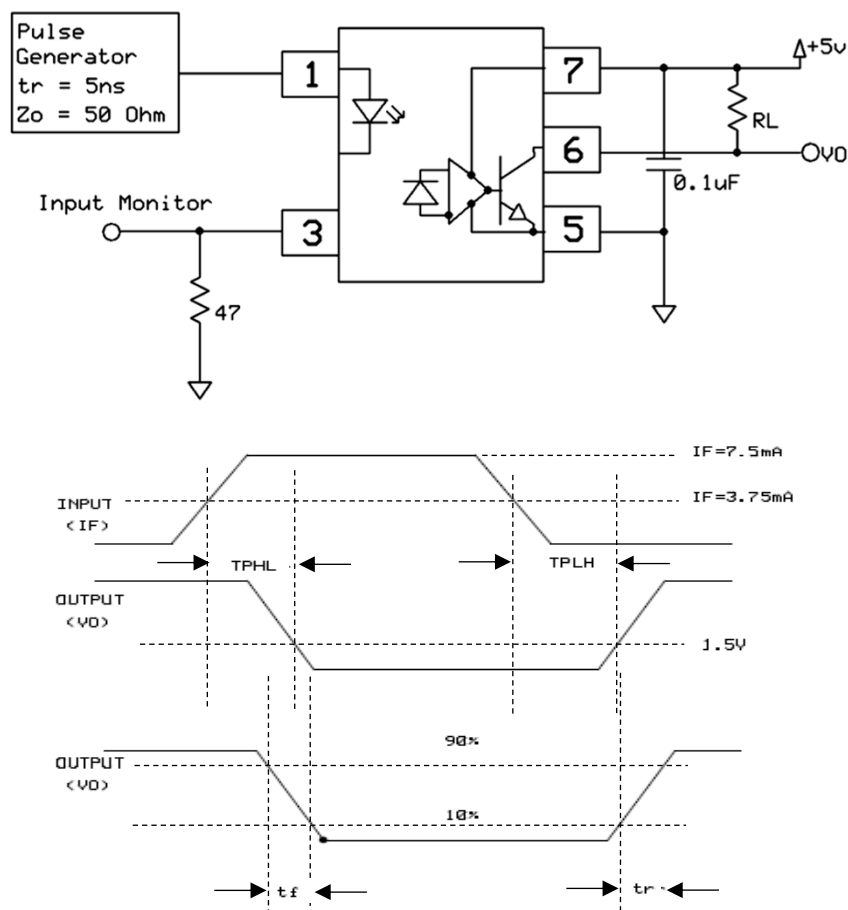 Pulse
Generator
tr = 5ns
Zo = 50 Ohm
1
7
+5v
RL
6
VO
0.1uF
Input Monitor
3
5
47
IF=7.5mA
INPUT
(IF)
IF=3.75mA
TPHL
TPLH
OUTPUT
(VO)
1.5V
90%
OUTPUT
(VO)
10%
tf
tr